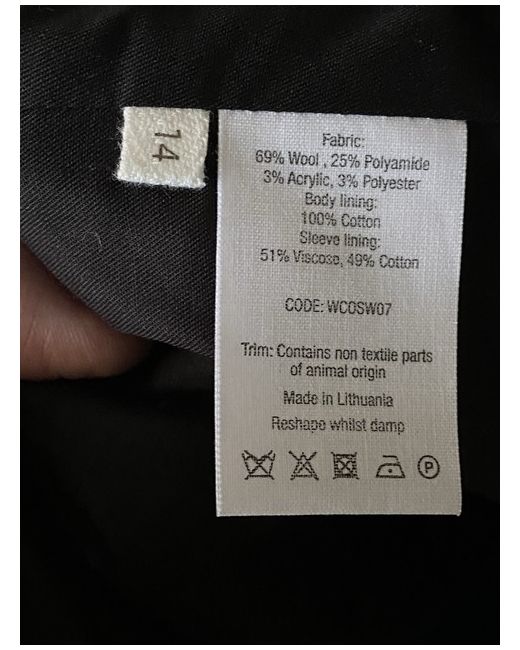 14
Fabric:
69% Wool , 25% Polyamide
3% Acrylic, 3% Polyester
Body lining:
100% Cotton
Sleeve lining:
51% Viscose, 49% Cotton
CODE: WCOSW07
Trim: Contains non textile parts
of animal origin
Made in Lithuania
Reshape whilst damp
P